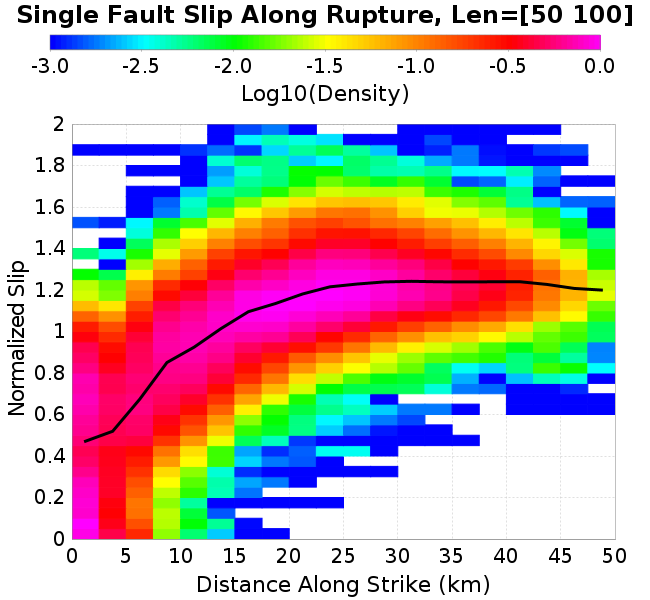 Single Fault Slip Along Rupture, Len=[50 100]
-3.0 -2.5 -2.0 -1.5 -1.0 -0.5 0.0
Log10(Density)
2
1.8
1.6
1.4
1.2
1
0.8
0.6
0.4
0.2
0
Normalized Slip
0 5 10 15 20 25 30 35 40 45 50
Distance Along Strike (km)